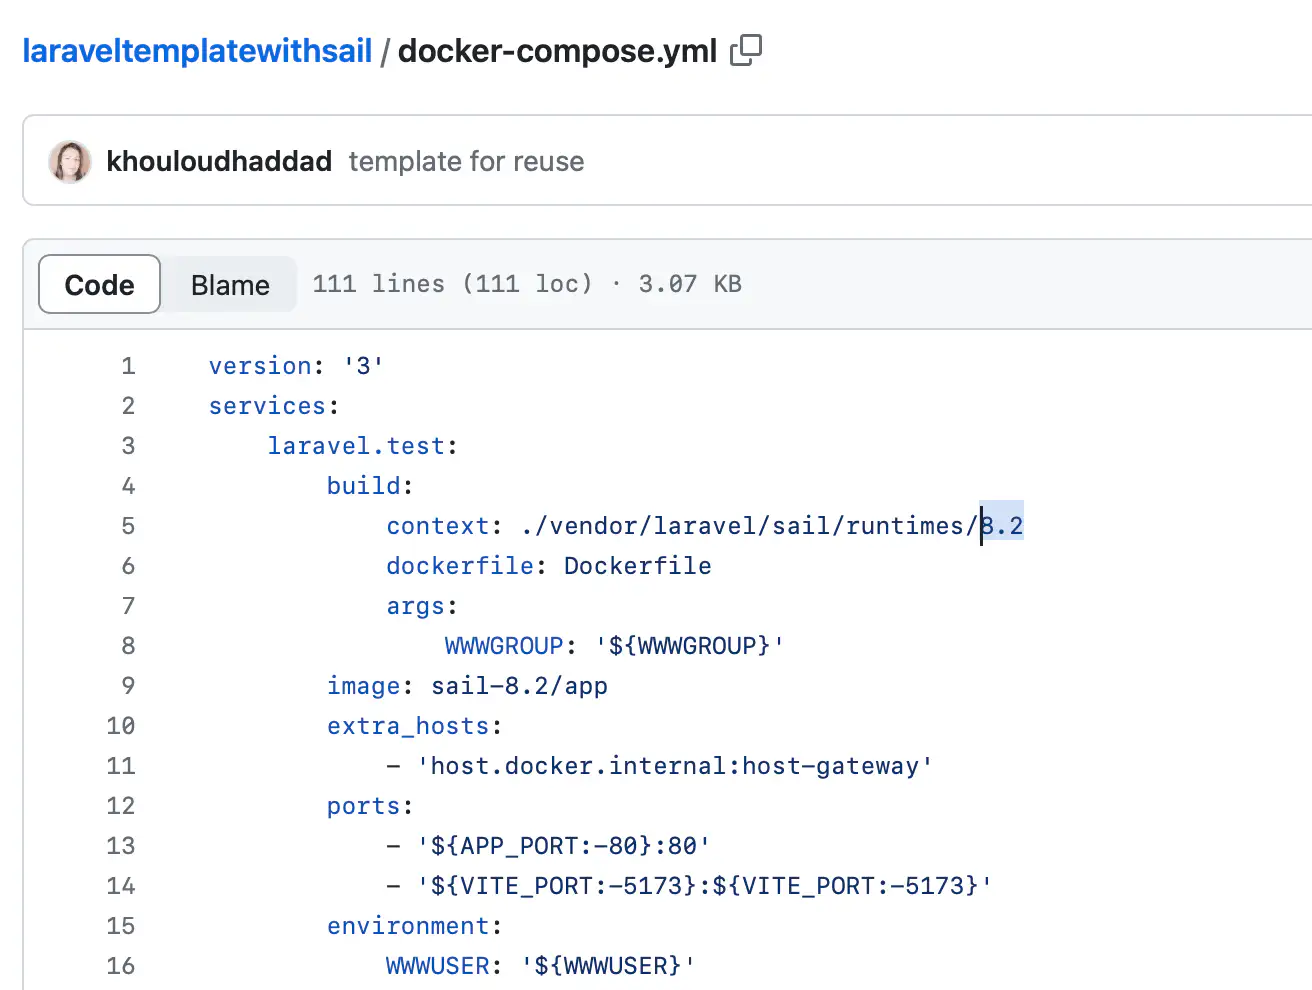 laraveltemplatewithsail / docker-compose.yml
khouloudhaddad template for reuse
Code Blame 111 lines (111 loc) · 3.07 KB
1 version: '3'
2 services:
3 laravel.test:
4 build:
5 context: ./vendor/laravel/sail/runtimes/8.2
6 dockerfile: Dockerfile
7 args:
8 WWWGROUP: '${WWWGROUP}'
9 image: sail-8.2/app
10 extra_hosts:
11 - 'host.docker.internal:host-gateway'
12 ports:
13 - '${APP_PORT:-80}:80'
14 - '${VITE_PORT:-5173}:${VITE_PORT:-5173}'
15 environment:
16 WWWUSER: '${WWWUSER}'